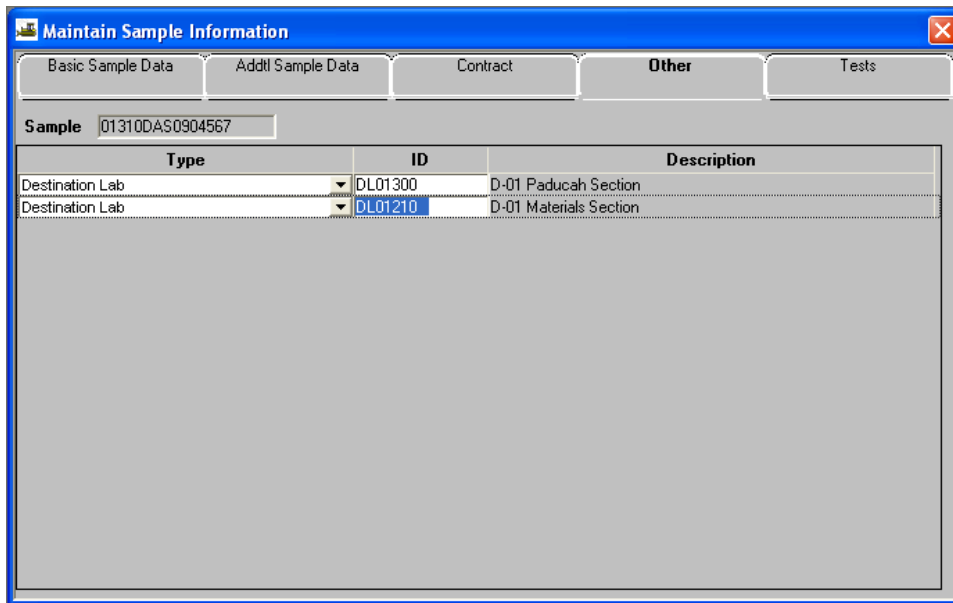 Maintain Sample Information
Basic Sample Data Addtl Sample Data Contract Other Tests
Sample 01310DAS0904567
Type ID Description
Destination Lab DL01300 D-01 Paducah Section
Destination Lab DL01210 D-01 Materials Section